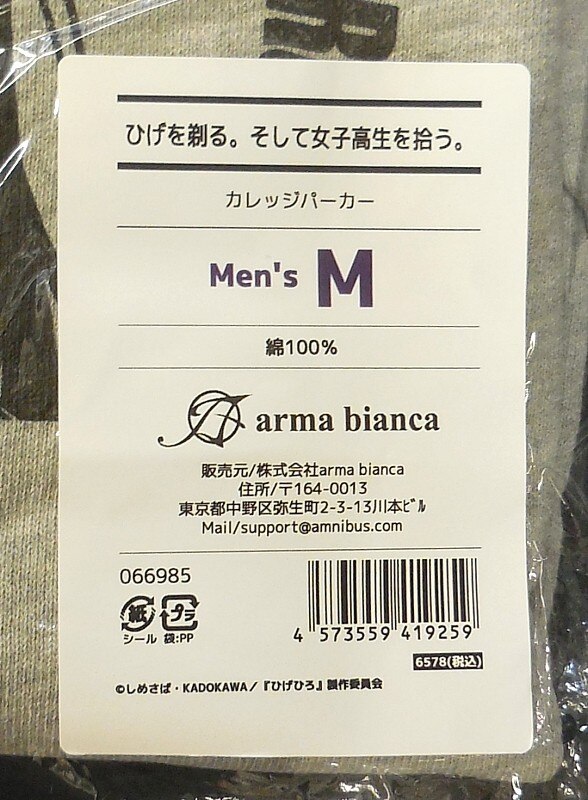 ひげを剃る。そして女子高生を拾う。
カレッジパーカー
Men's M
綿100%
arma bianca
販売元/株式会社arma bianca
住所/〒164-0013
東京都中野区弥生町2-3-13川本ﾋﾞﾙ
Mail/support@amnibus.com
066985
紙 プラ
シール 袋:PP
4 573559 419259
6578(税込)
©しめさば・KADOKAWA/『ひげひろ』製作委員会